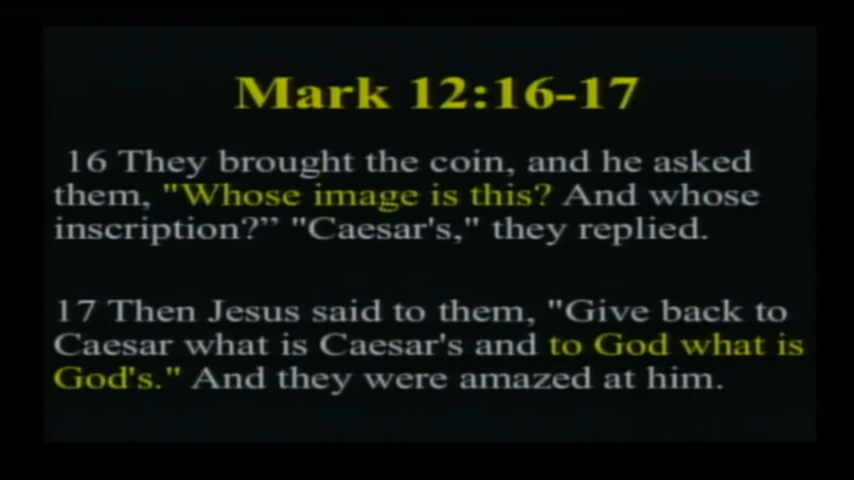 Mark 12:16-17
16 They brought the coin, and he asked
them, "Whose image is this? And whose
inscription?” "Caesar's," they replied.
17 Then Jesus said to them, "Give back to
Caesar what is Caesar's and to God what is
God's." And they were amazed at him.